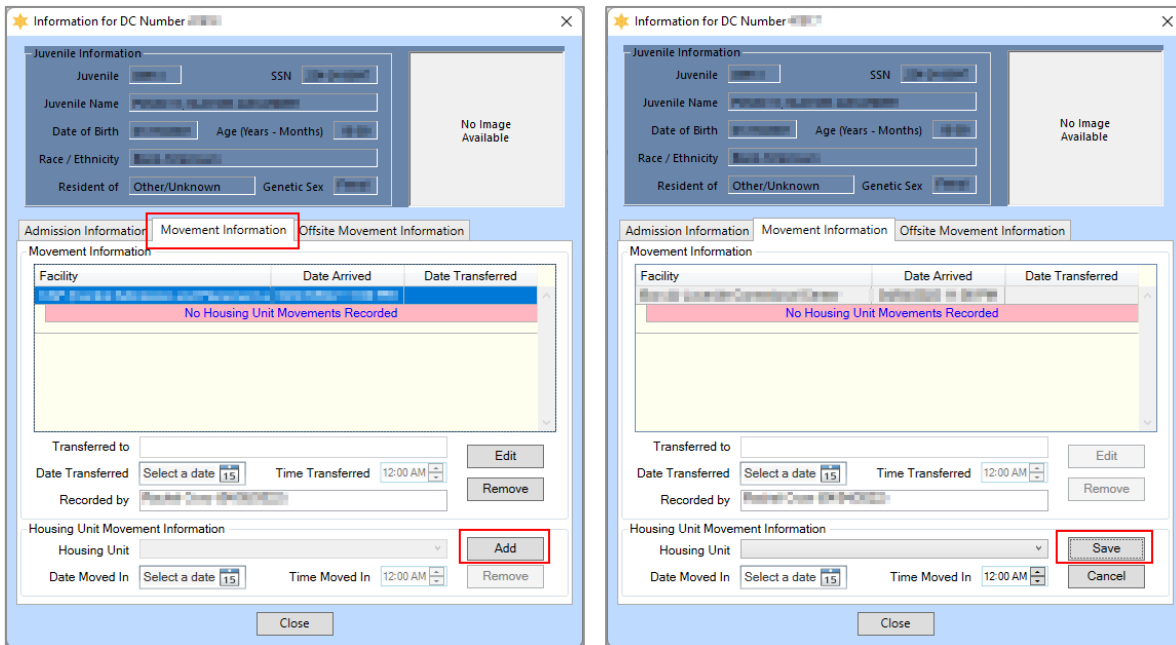 Information for DC Number
Juvenile Information
Juvenile SSN
Juvenile Name
Date of Birth Age (Years - Months)
Race / Ethnicity
Resident of Other/Unknown Genetic Sex
No Image
Available
Admission Information Movement Information Offsite Movement Information
Movement Information
Facility Date Arrived Date Transferred
No Housing Unit Movements Recorded
Transferred to
Edit
Date Transferred Select a date 15 Time Transferred 12:00 AM
Remove
Recorded by
Housing Unit Movement Information
Housing Unit Add
Date Moved In Select a date 15 Time Moved In 12:00 AM Remove
Close
Information for DC Number
Juvenile Information
Juvenile SSN
Juvenile Name
Date of Birth Age (Years - Months)
Race / Ethnicity
Resident of Other/Unknown Genetic Sex
No Image
Available
Admission Information Movement Information Offsite Movement Information
Movement Information
Facility Date Arrived Date Transferred
No Housing Unit Movements Recorded
Transferred to
Edit
Date Transferred Select a date 15 Time Transferred 12:00 AM
Remove
Recorded by
Housing Unit Movement Information
Housing Unit Save
Date Moved In Select a date 15 Time Moved In 12:00 AM Cancel
Close